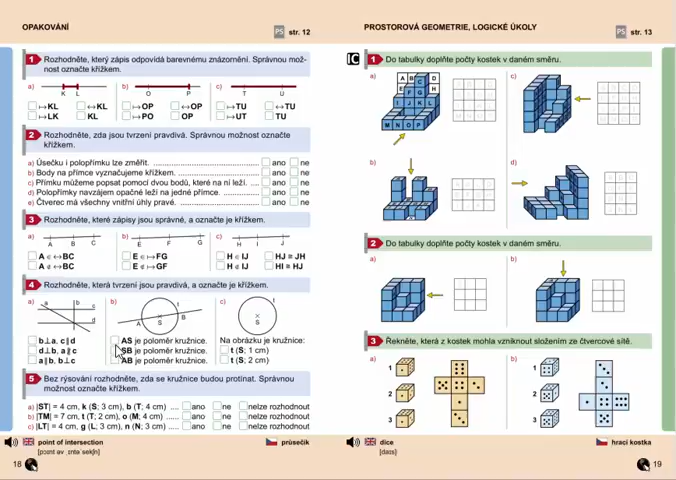 OPAKOVÁNÍ
PS str. 12
1 Rozhodněte, který zápis odpovídá barevnému znázornění. Správnou mož-
nost označte křížkem.
a) K L b) O P c) T U
↦KL ↔KL ↦OP ↔OP ↦TU ↔TU
↦LK KL ↦PO OP ↦UT TU
2 Rozhodněte, zda jsou tvrzení pravdivá. Správnou možnost označte
křížkem.
a) Úsečku i polopřímku lze změřit. ano ne
b) Body na přímce vyznačujeme křížkem. ano ne
c) Přímku můžeme popsat pomocí dvou bodů, které na ní leží. ano ne
d) Polopřímky navzájem opačné leží na jedné přímce. ano ne
e) Čtverec má všechny vnitřní úhly pravé. ano ne
3 Rozhodněte, které zápisy jsou správné, a označte je křížkem.
a) A B C b) E F G c) H I J
A ∈ ↔BC E ∈ ↦FG H ∈ IJ HJ ≅ JH
A ∉ ↔BC E ∉ ↦GF H ∉ IJ HI ≅ HJ
4 Rozhodněte, která tvrzení jsou pravdivá, a označte je křížkem.
a) a b c d b) A S B t c) S t
b⊥a, c∥d AS je poloměr kružnice. Na obrázku je kružnice:
d⊥b, a∦c SB je poloměr kružnice. t (S; 1 cm)
a∥b, b⊥c AB je poloměr kružnice. t (S; 2 cm)
5 Bez rýsování rozhodněte, zda se kružnice budou protínat. Správnou
možnost označte křížkem.
a) |ST| = 4 cm, k (S; 3 cm), b (T; 4 cm) .... ano ne nelze rozhodnout
b) |TM| = 7 cm, t (T; 2 cm), o (M; 4 cm) .... ano ne nelze rozhodnout
c) |LT| = 4 cm, g (L; 3 cm), n (N; 3 cm) ..... ano ne nelze rozhodnout
point of intersection průsečík
18
PROSTOROVÁ GEOMETRIE, LOGICKÉ ÚKOLY
PS str. 13
1 Do tabulky doplňte počty kostek v daném směru.
a) c)
A B C D
E F G H
I J K L
M N O P
b) d)
2 Do tabulky doplňte počty kostek v daném směru.
a) b)
3 Řekněte, která z kostek mohla vzniknout složením ze čtvercové sítě.
a) b)
1 1
2 2
3 3
dice hrací kostka
[daɪs]
19